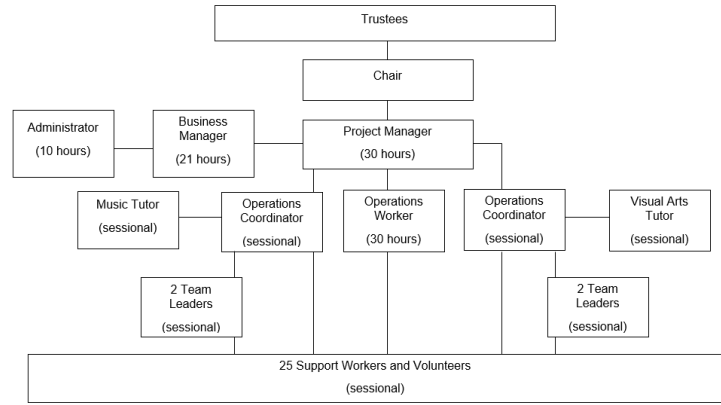 Trustees
Chair
Administrator
(10 hours)
Business
Manager
(21 hours)
Project Manager
(30 hours)
Music Tutor
(sessional)
Operations
Coordinator
(sessional)
Operations
Worker
(30 hours)
Operations
Coordinator
(sessional)
Visual Arts
Tutor
(sessional)
2 Team
Leaders
(sessional)
2 Team
Leaders
(sessional)
25 Support Workers and Volunteers
(sessional)